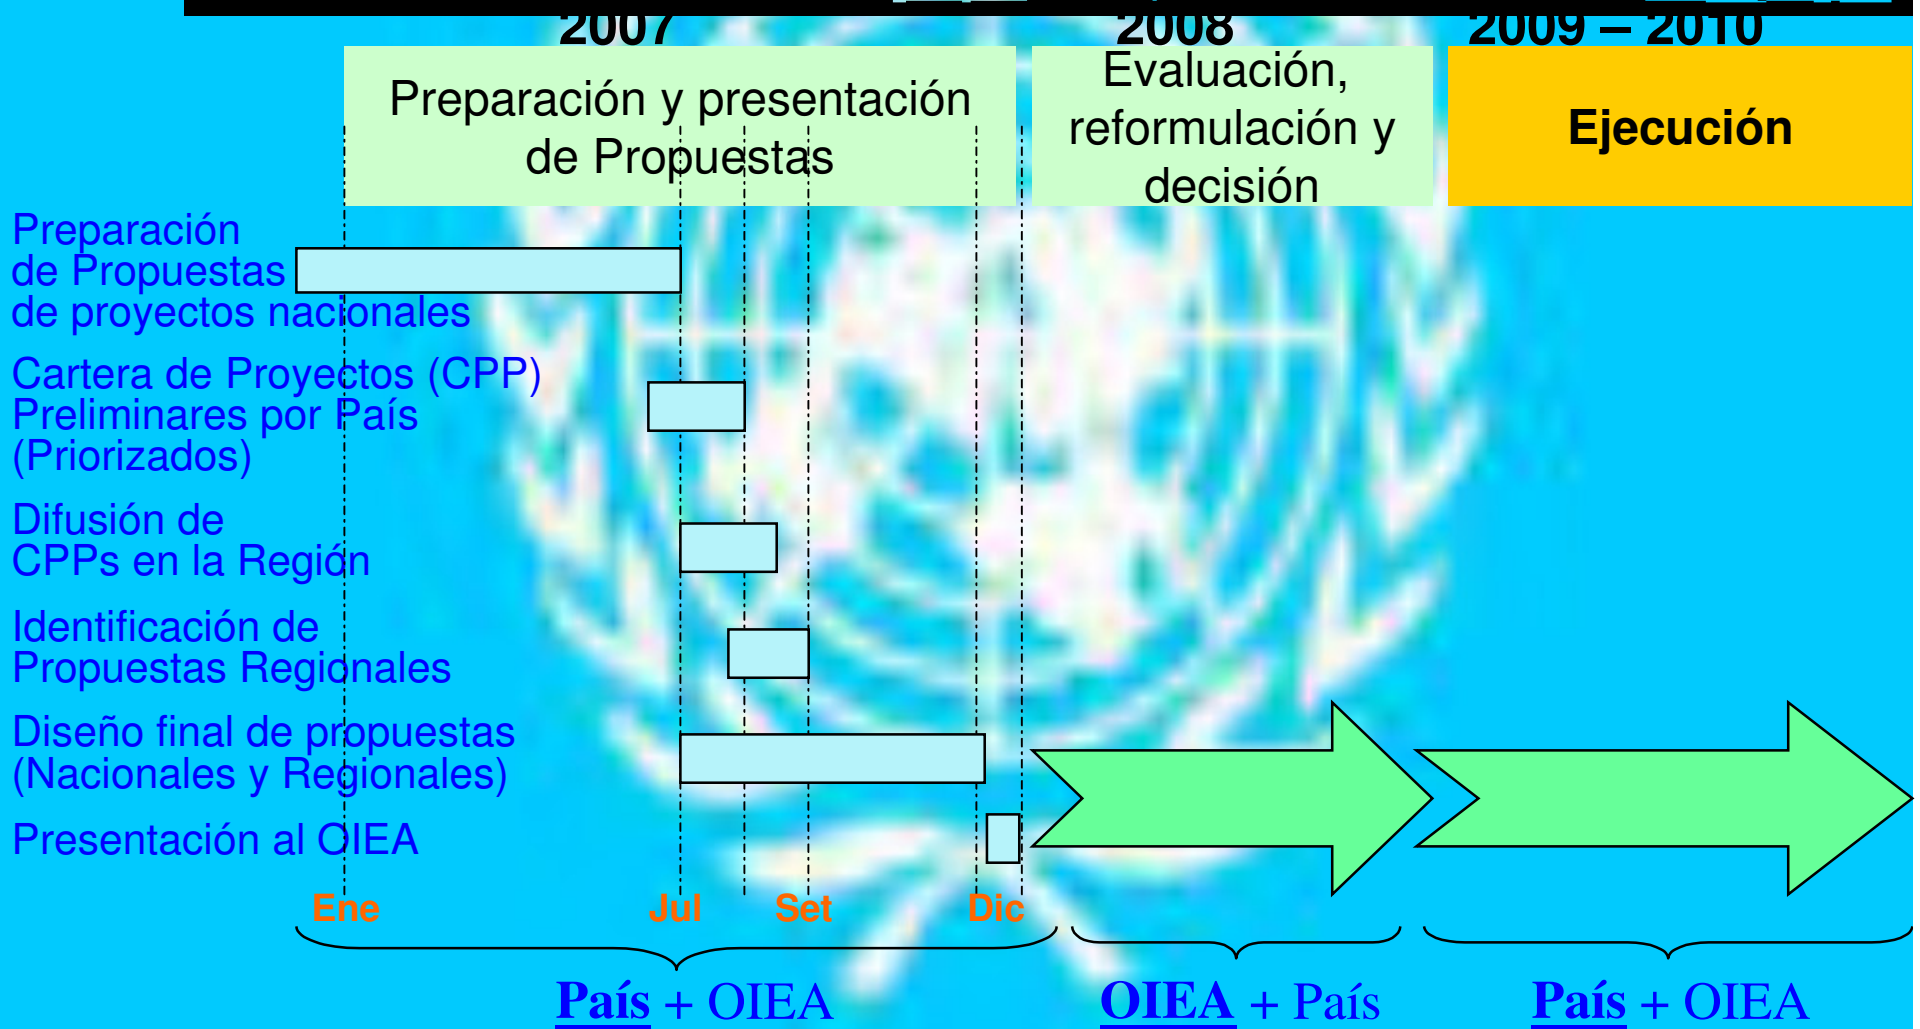 2007
2008
2009 – 2010
Preparación y presentación
de Propuestas
Evaluación,
reformulación y
decisión
Ejecución
Preparación
de Propuestas
de proyectos nacionales
Cartera de Proyectos (CPP)
Preliminares por País
(Priorizados)
Difusión de
CPPs en la Región
Identificación de
Propuestas Regionales
Diseño final de propuestas
(Nacionales y Regionales)
Presentación al OIEA
Ene
Jul
Set
Dic
País + OIEA
OIEA + País
País + OIEA